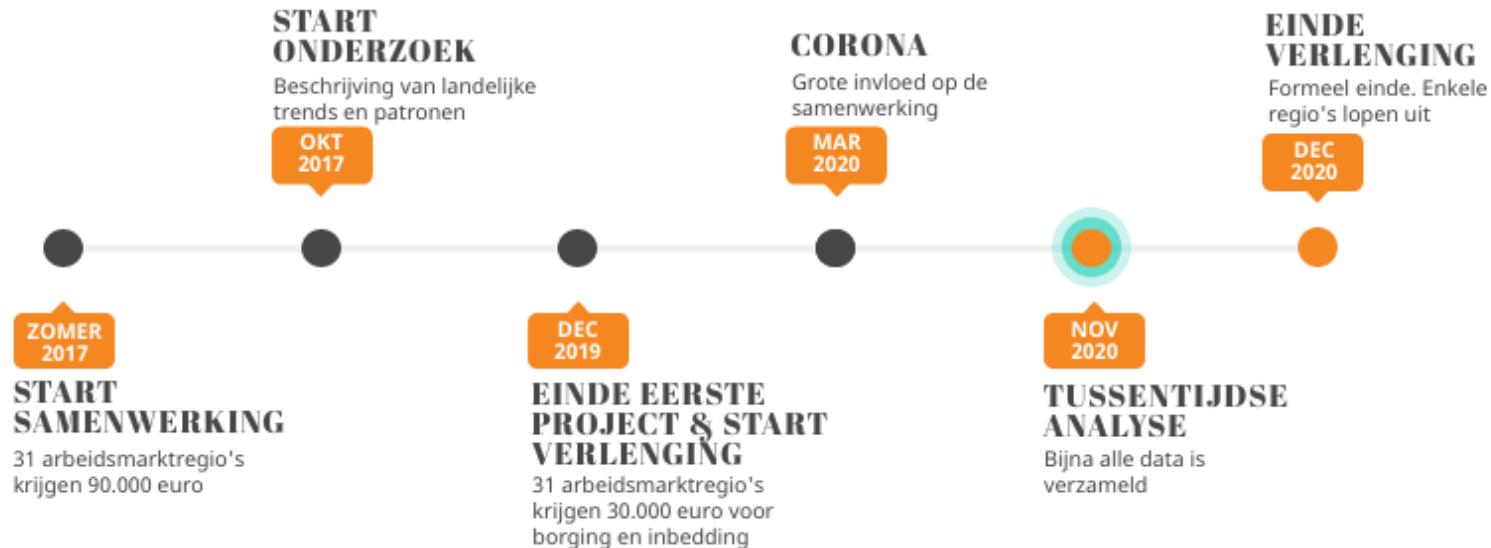 START
ONDERZOEK
Beschrijving van landelijke
trends en patronen
OKT
2017
CORONA
Grote invloed op de
samenwerking
MAR
2020
EINDE
VERLENGING
Formeel einde. Enkele
regio's lopen uit
DEC
2020
ZOMER
2017
START
SAMENWERKING
31 arbeidsmarktregio's
krijgen 90.000 euro
DEC
2019
EINDE EERSTE
PROJECT & START
VERLENGING
31 arbeidsmarktregio's
krijgen 30.000 euro voor
borging en inbedding
NOV
2020
TUSSENTIJDSE
ANALYSE
Bijna alle data is
verzameld